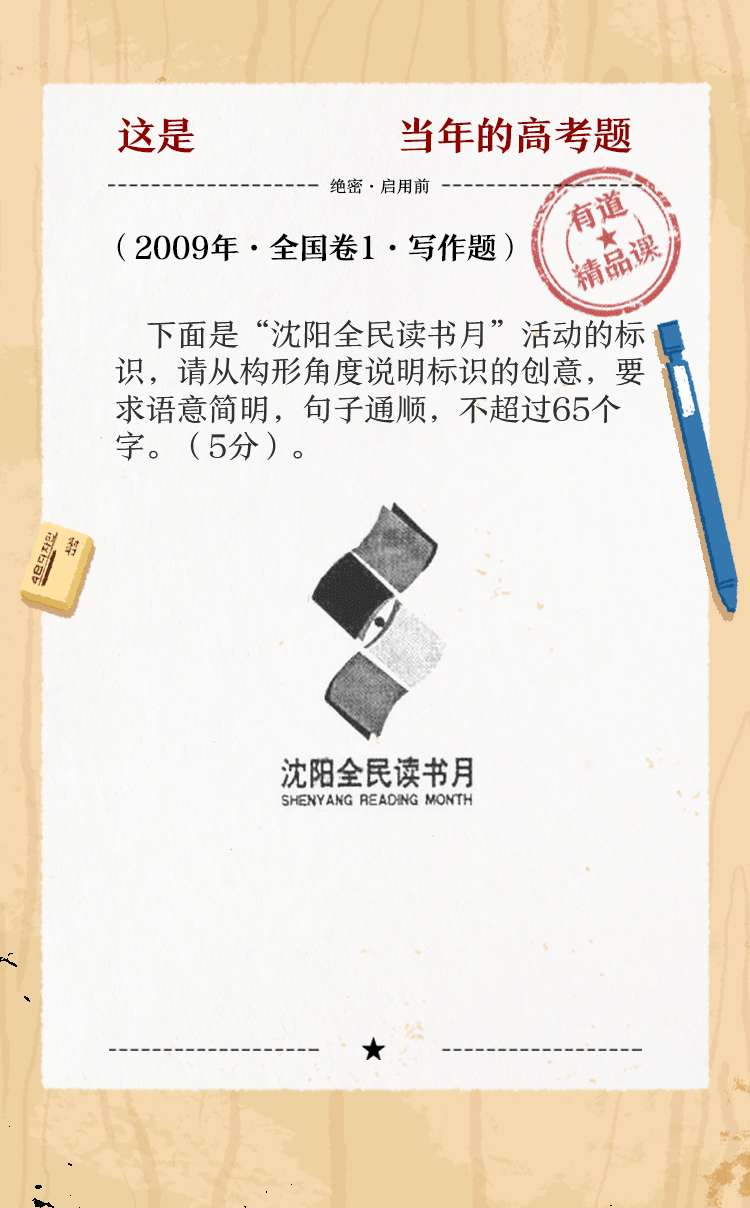 这是 当年的高考题
绝密·启用前
有道
精品课
（2009年·全国卷1·写作题）
下面是“沈阳全民读书月”活动的标
识，请从构形角度说明标识的创意，要
求语意简明，句子通顺，不超过65个
字。（5分）。
沈阳全民读书月
SHENYANG READING MONTH